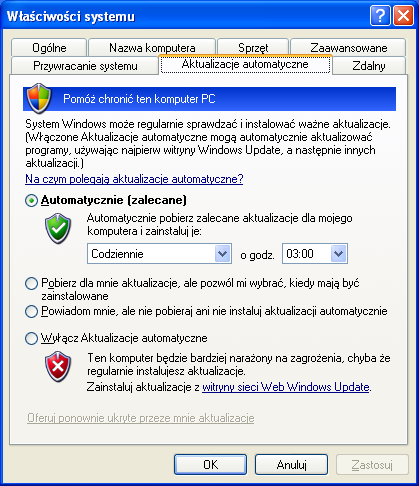 Właściwości systemu
Ogólne
Nazwa komputera
Sprzęt
Zaawansowane
Przywracanie systemu
Aktualizacje automatyczne
Zdalny
Pomóż chronić ten komputer PC
System Windows może regularnie sprawdzać i instalować ważne aktualizacje.
(Włączone Aktualizacje automatyczne mogą automatycznie aktualizować
programy, używając najpierw witryny Windows Update, a następnie innych
aktualizacji.)
Na czym polegają aktualizacje automatyczne?
Automatycznie (zalecane)
Automatycznie pobierz zalecane aktualizacje dla mojego
komputera i zainstaluj je:
Codziennie
o godz.
03:00
Pobierz dla mnie aktualizacje, ale pozwól mi wybrać, kiedy mają być
zainstalowane
Powiadom mnie, ale nie pobieraj ani nie instaluj aktualizacji automatycznie
Wyłącz Aktualizacje automatyczne
Ten komputer będzie bardziej narażony na zagrożenia, chyba że
regularnie instalujesz aktualizacje.
Zainstaluj aktualizacje z witryny sieci Web Windows Update.
Oferuj ponownie ukryte przeze mnie aktualizacje
OK
Anuluj
Zastosuj